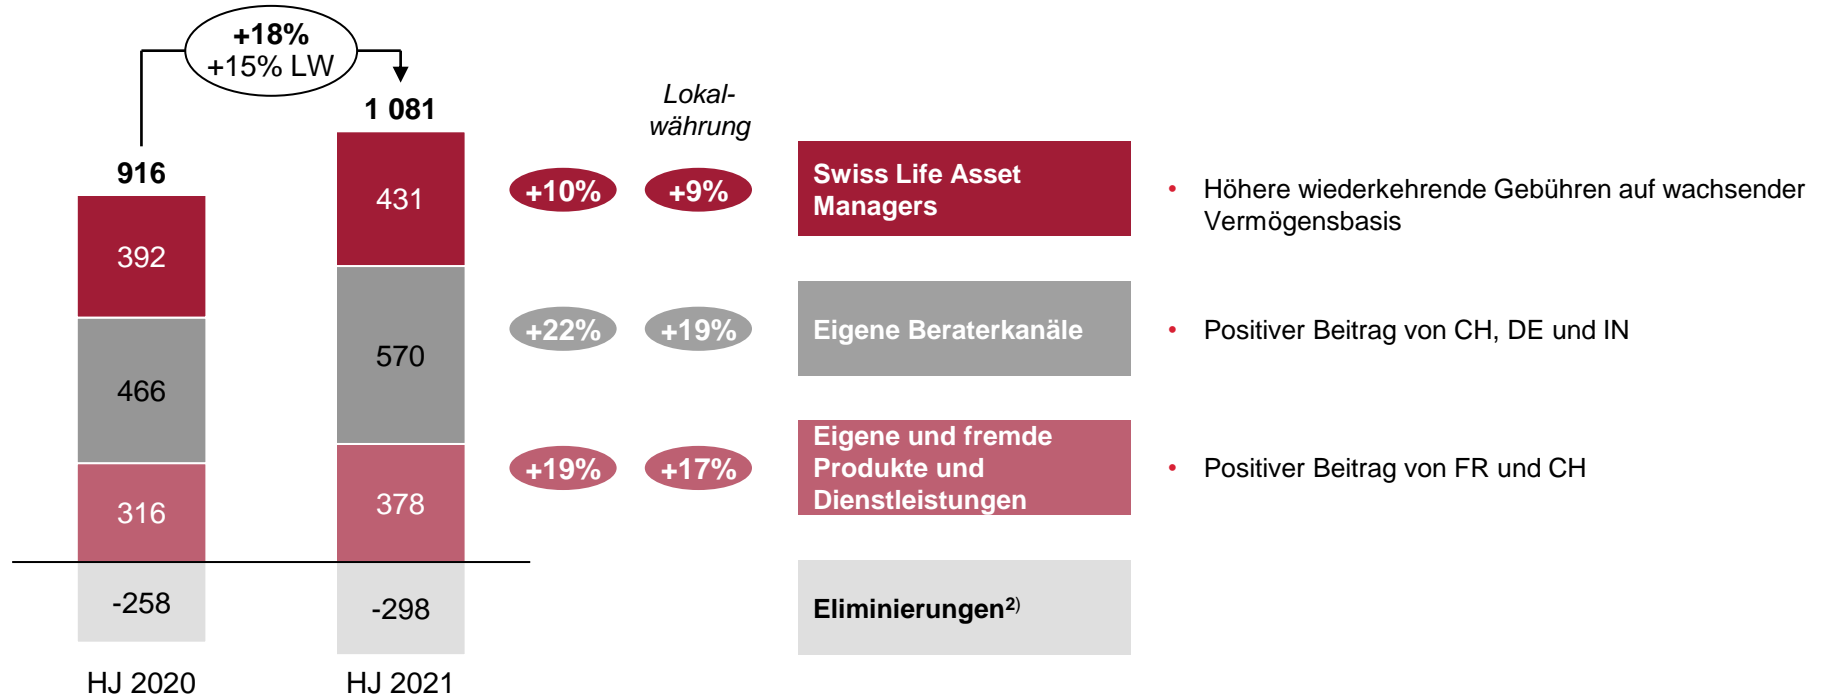 +18%
+15% LW
916
392
466
316
-258
HJ 2020
1 081
431
570
378
-298
HJ 2021
Lokal-
währung
+10%
+9%
Swiss Life Asset
Managers
• Höhere wiederkehrende Gebühren auf wachsender
Vermögensbasis
+22%
+19%
Eigene Beraterkanäle
• Positiver Beitrag von CH, DE und IN
+19%
+17%
Eigene und fremde
Produkte und
Dienstleistungen
• Positiver Beitrag von FR und CH
Eliminierungen²⁾